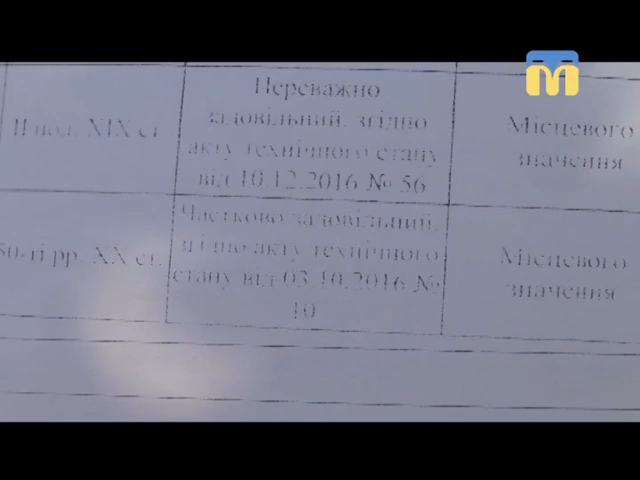 II пол. XIX ст.
Переважно
задовільний, згідно
акту технічного стану
від 10.12.2016 № 56
Місцевого
значення
50-ті рр. XX ст.
Частково задовільний,
згідно акту технічного
стану від 03.10.2016 №
10
Місцевого
значення